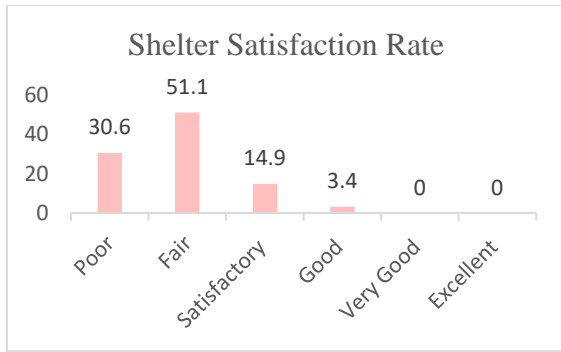 Shelter Satisfaction Rate
60
40
20
0
30.6
51.1
14.9
3.4
0
0
Poor
Fair
Satisfactory
Good
Very Good
Excellent